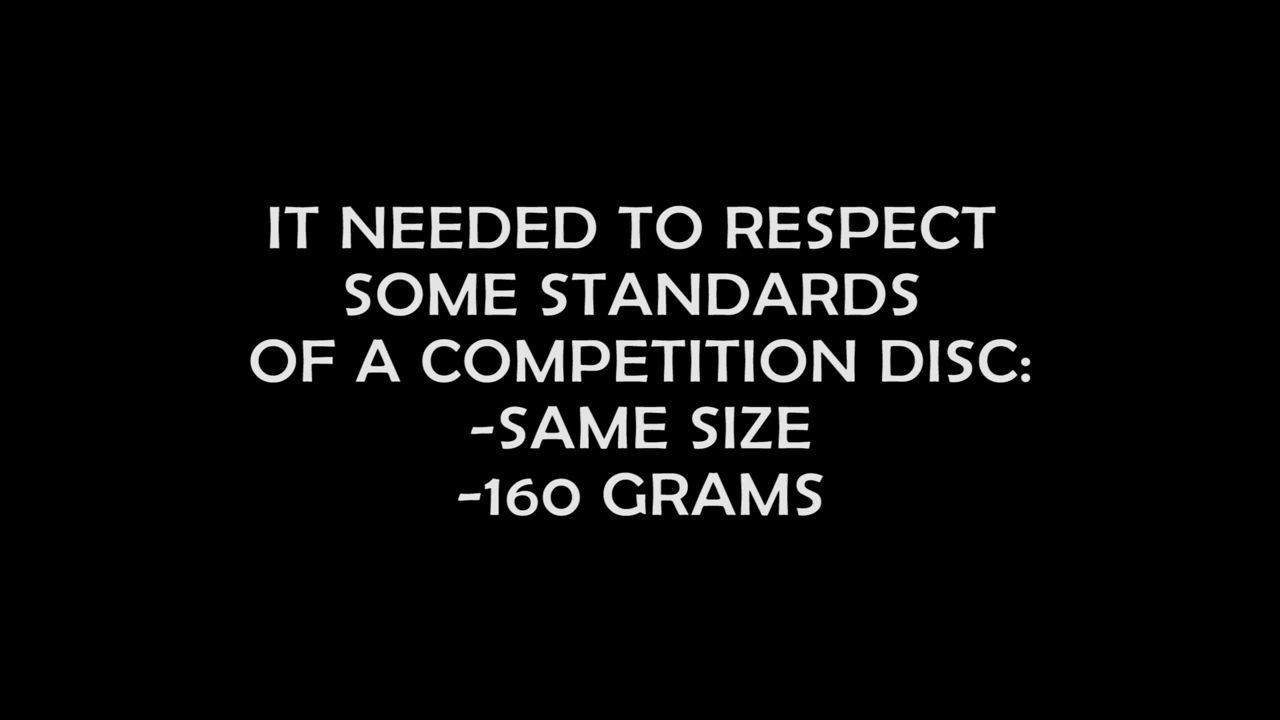 IT NEEDED TO RESPECT
SOME STANDARDS
OF A COMPETITION DISC:
-SAME SIZE
-160 GRAMS